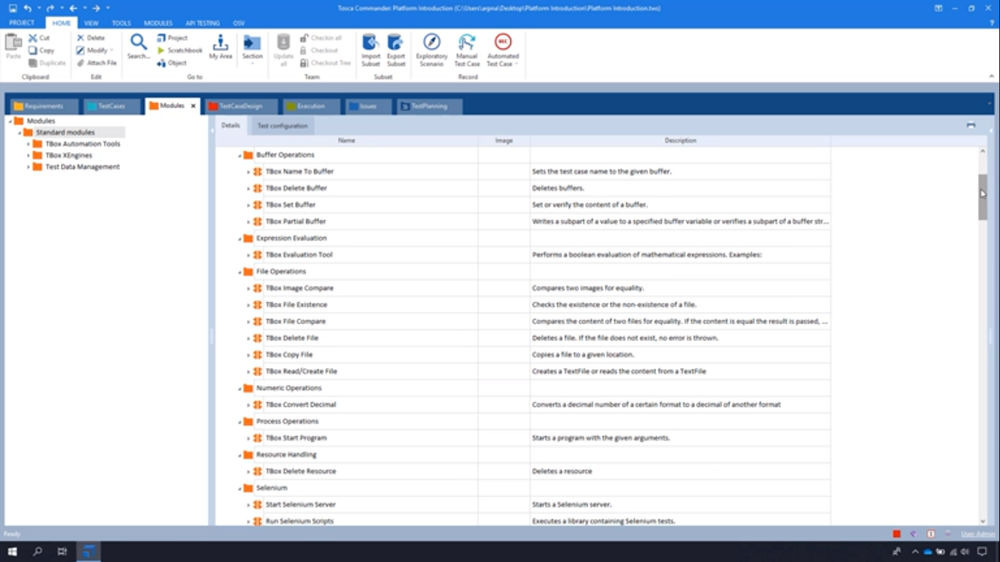 Tosca Commander: Platform Introduction (C:\Users\arpna\Desktop\Platform Introduction\Platform Introduction.tws)
PROJECT HOME VIEW TOOLS MODULES API TESTING OSV
Paste
Cut
Copy
Duplicate
Clipboard
Delete
Modify
Attach File
Edit
Search...
Project
Scratchbook
Object
My Area
Section
Go to
Update all
Checkin all
Checkout
Checkout Tree
Team
Import Subset
Export Subset
Subset
Exploratory Scenario
Manual Test Case
REC
Automated Test Case
Record
Requirements TestCases Modules TestCaseDesign Execution Issues TestPlanning
Modules
Standard modules
TBox Automation Tools
TBox XEngines
Test Data Management
Details Test configuration
Name Image Description
Buffer Operations
TBox Name To Buffer Sets the test case name to the given buffer.
TBox Delete Buffer Deletes buffers.
TBox Set Buffer Set or verify the content of a buffer.
TBox Partial Buffer Writes a subpart of a value to a specified buffer variable or verifies a subpart of a buffer str...
Expression Evaluation
TBox Evaluation Tool Performs a boolean evaluation of mathematical expressions. Examples:
File Operations
TBox Image Compare Compares two images for equality.
TBox File Existence Checks the existence or the non-existence of a file.
TBox File Compare Compares the content of two files for equality. If the content is equal the result is passed, ...
TBox Delete File Deletes a file. If the file does not exist, no error is thrown.
TBox Copy File Copies a file to a given location.
TBox Read/Create File Creates a TextFile or reads the content from a TextFile
Numeric Operations
TBox Convert Decimal Converts a decimal number of a certain format to a decimal of another format
Process Operations
TBox Start Program Starts a program with the given arguments.
Resource Handling
TBox Delete Resource Deletes a resource
Selenium
Start Selenium Server Starts a Selenium server.
Run Selenium Scripts Executes a library containing Selenium tests.
Ready
User: Admin